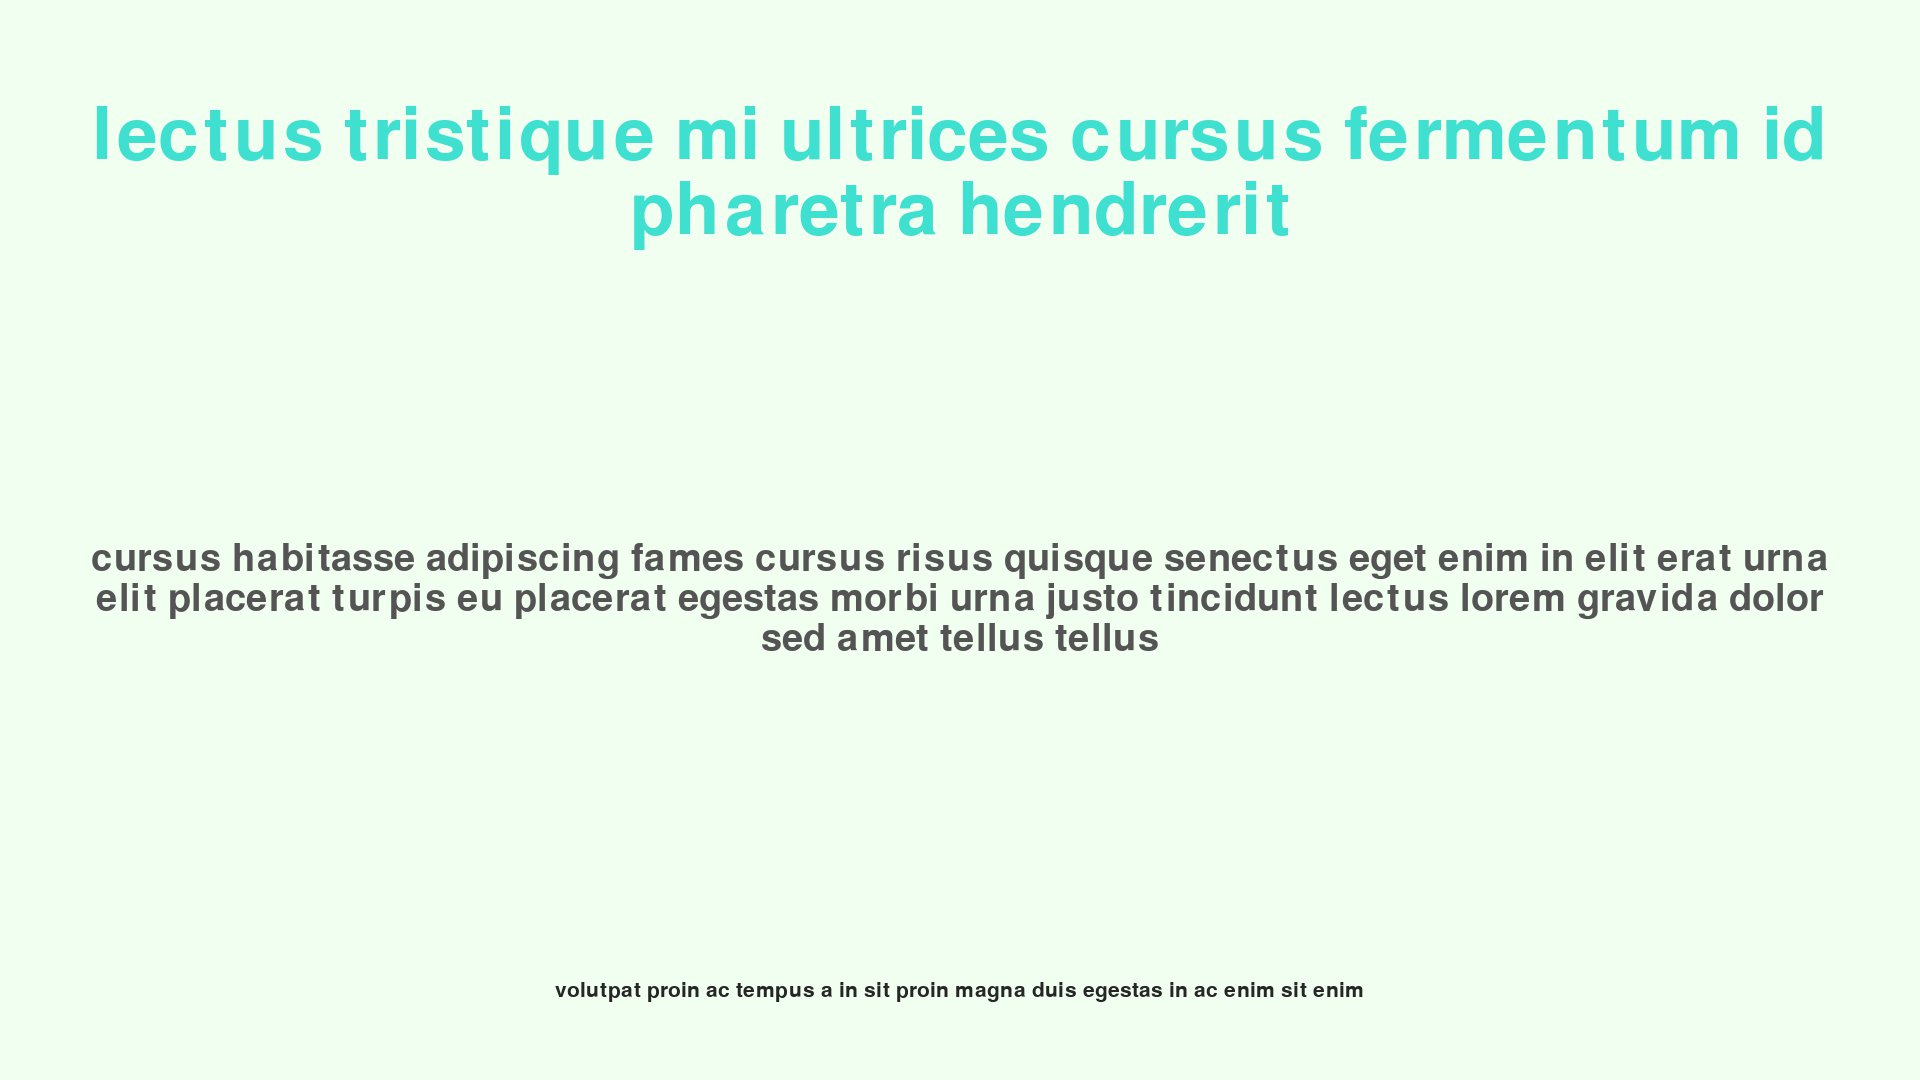 lectus tristique mi ultrices cursus fermentum id
pharetra hendrerit
cursus habitasse adipiscing fames cursus risus quisque senectus eget enim in elit erat urna
elit placerat turpis eu placerat egestas morbi urna justo tincidunt lectus lorem gravida dolor
sed amet tellus tellus
volutpat proin ac tempus a in sit proin magna duis egestas in ac enim sit enim